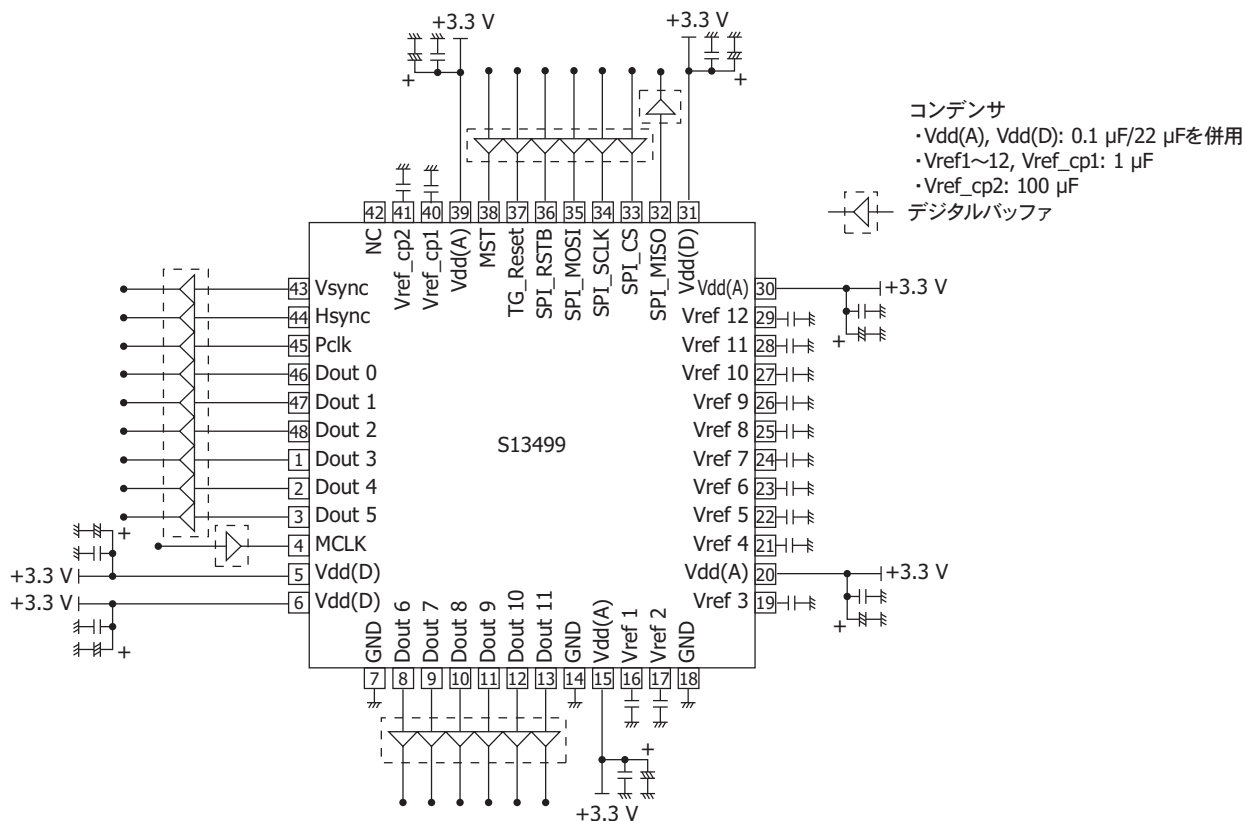 +3.3 V
+3.3 V
+
+
コンデンサ
・Vdd(A), Vdd(D): 0.1 µF/22 µFを併用
・Vref1～12, Vref_cp1: 1 µF
・Vref_cp2: 100 µF
デジタルバッファ
42 41 40 39 38 37 36 35 34 33 32 31
NC
Vref_cp2
Vref_cp1
Vdd(A)
MST
TG_Reset
SPI_RSTB
SPI_MOSI
SPI_SCLK
SPI_CS
SPI_MISO
Vdd(D)
43 Vsync
44 Hsync
45 Pclk
46 Dout 0
47 Dout 1
48 Dout 2
1 Dout 3
2 Dout 4
3 Dout 5
4 MCLK
+
+3.3 V
5 Vdd(D)
+3.3 V
6 Vdd(D)
+
S13499
Vdd(A) 30
+3.3 V
+
Vref 12 29
Vref 11 28
Vref 10 27
Vref 9 26
Vref 8 25
Vref 7 24
Vref 6 23
Vref 5 22
Vref 4 21
Vdd(A) 20
+3.3 V
+
Vref 3 19
GND
Dout 6
Dout 7
Dout 8
Dout 9
Dout 10
Dout 11
GND
Vdd(A)
Vref 1
Vref 2
GND
7 8 9 10 11 12 13 14 15 16 17 18
+
+3.3 V